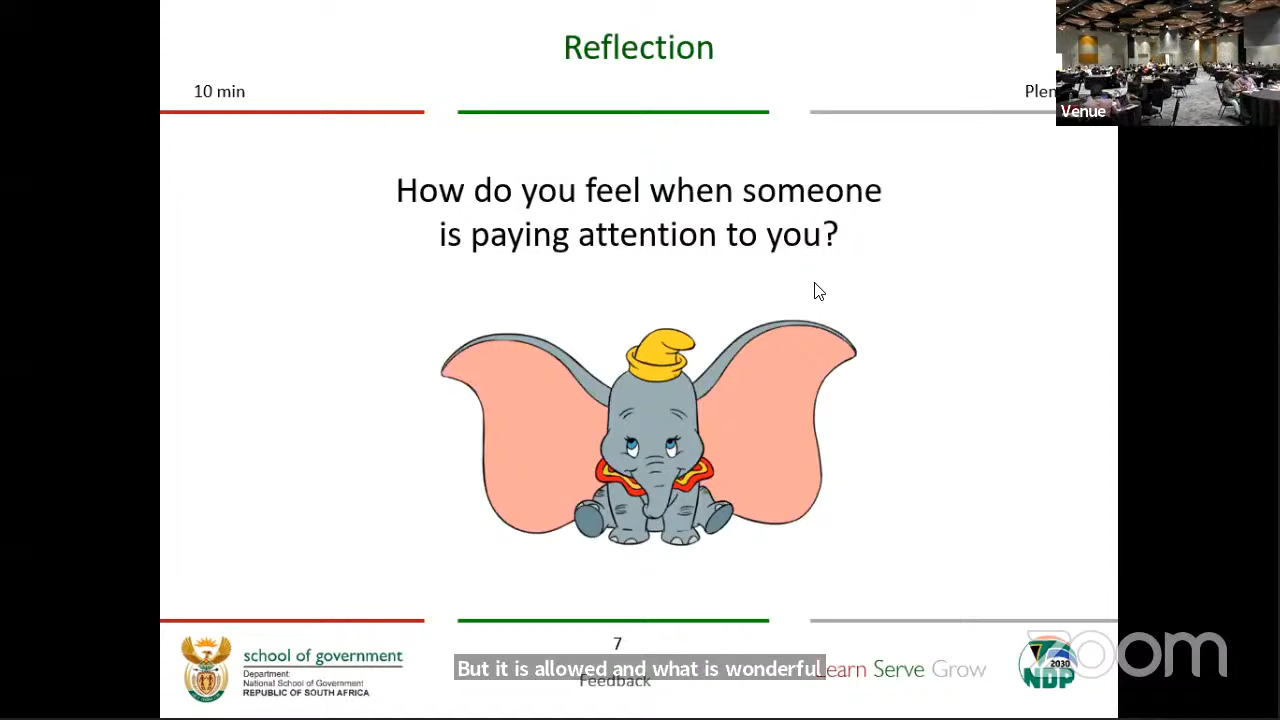 Reflection
10 min
Plen
Venue
How do you feel when someone
is paying attention to you?
7
school of government
Department:
National School of Government
REPUBLIC OF SOUTH AFRICA
But it is allowed and what is wonderful
Feedback
Learn Serve Grow
2030
NDP
zoom